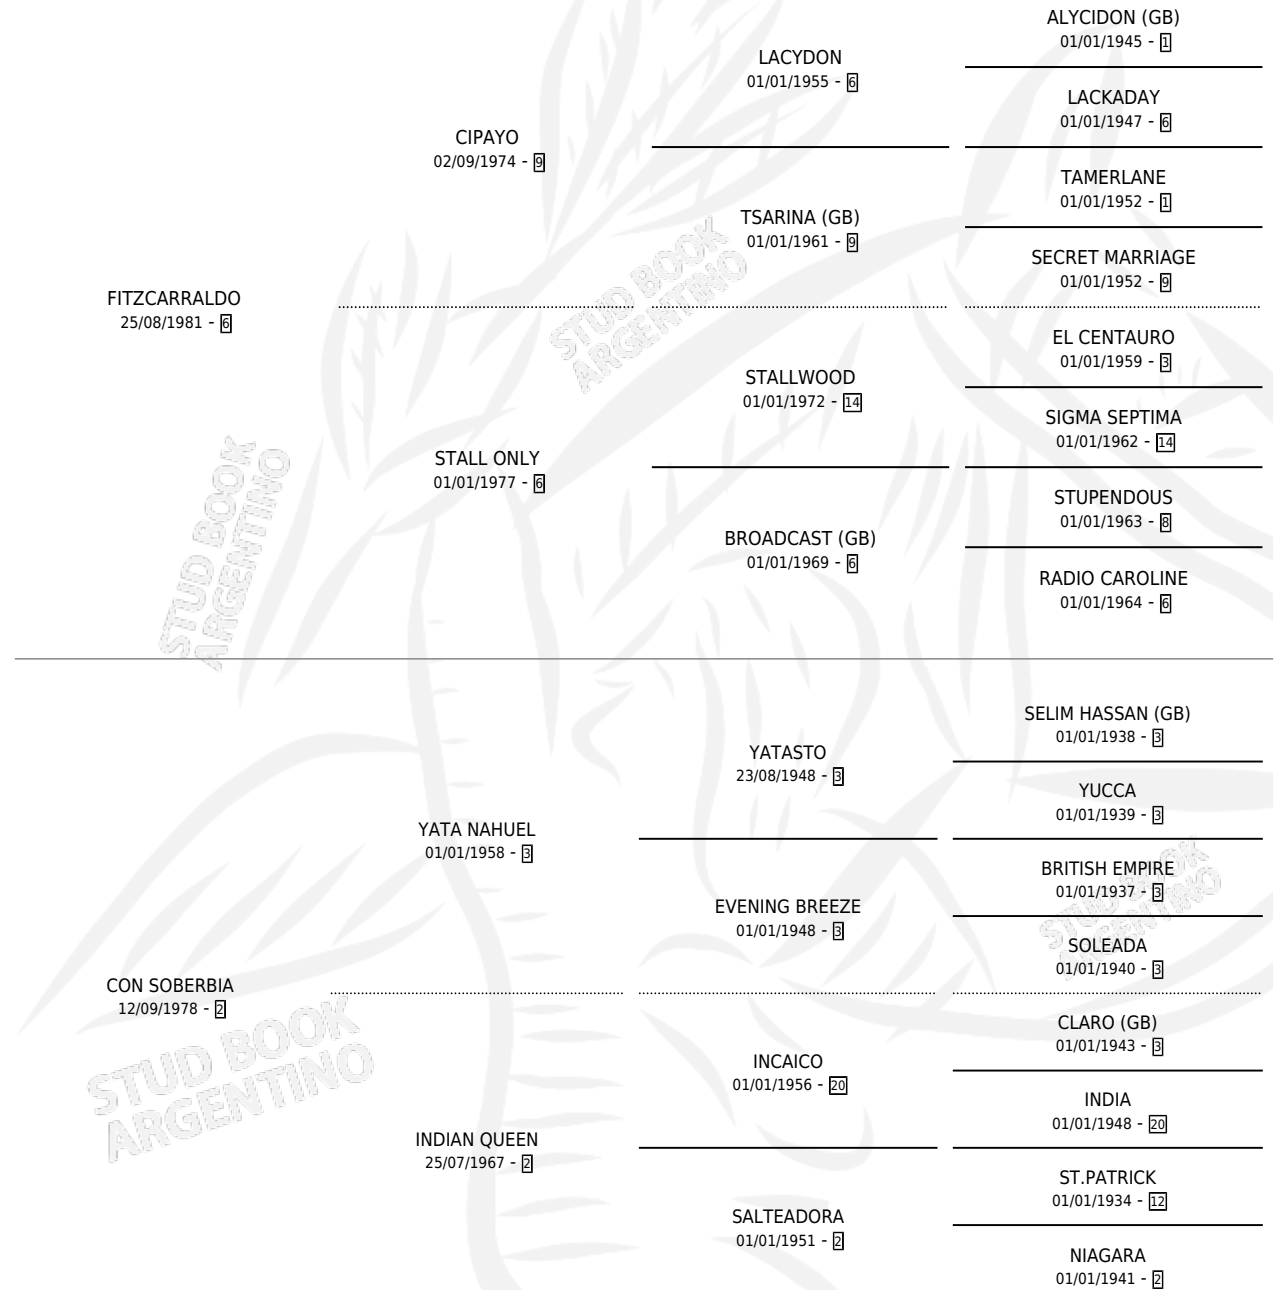 ALYCIDON (GB)
01/01/1945 - 1
LACYDON
01/01/1955 - 6
LACKADAY
01/01/1947 - 6
CIPAYO
02/09/1974 - 9
TAMERLANE
01/01/1952 - 1
TSARINA (GB)
01/01/1961 - 9
SECRET MARRIAGE
01/01/1952 - 9
FITZCARRALDO
25/08/1981 - 6
EL CENTAURO
01/01/1959 - 3
STALLWOOD
01/01/1972 - 14
SIGMA SEPTIMA
01/01/1962 - 14
STALL ONLY
01/01/1977 - 6
STUPENDOUS
01/01/1963 - 8
BROADCAST (GB)
01/01/1969 - 6
RADIO CAROLINE
01/01/1964 - 6
SELIM HASSAN (GB)
01/01/1938 - 3
YATASTO
23/08/1948 - 3
YUCCA
01/01/1939 - 3
YATA NAHUEL
01/01/1958 - 3
BRITISH EMPIRE
01/01/1937 - 3
EVENING BREEZE
01/01/1948 - 3
SOLEADA
01/01/1940 - 3
CON SOBERBIA
12/09/1978 - 2
CLARO (GB)
01/01/1943 - 3
INCAICO
01/01/1956 - 20
INDIA
01/01/1948 - 20
INDIAN QUEEN
25/07/1967 - 2
ST.PATRICK
01/01/1934 - 12
SALTEADORA
01/01/1951 - 2
NIAGARA
01/01/1941 - 2
STUD BOOK
ARGENTINO
STUD BOOK
ARGENTINO
STUD BOOK
ARGENTINO
STUD BOOK
ARGENTINO